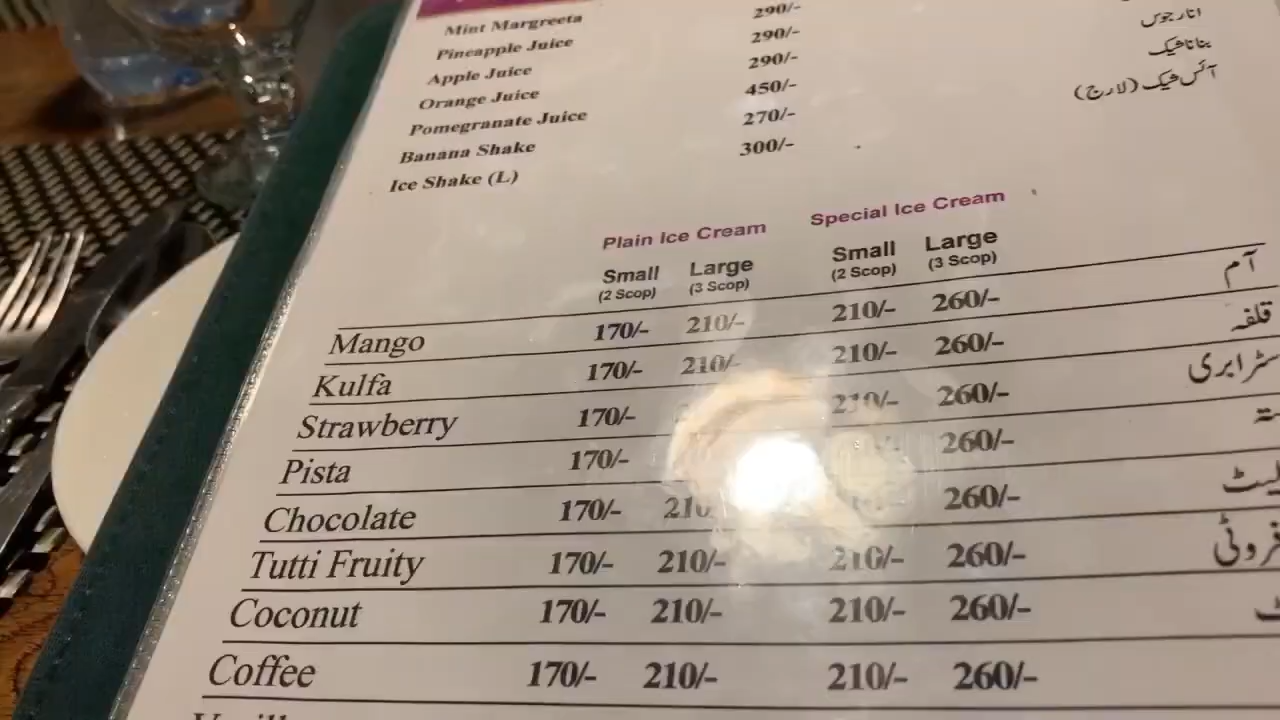 Mint Margreeta 290/-
Pineapple Juice 290/- انار جوس
Apple Juice 290/- بنانا شیک
Orange Juice 450/- آئس شیک (لارج)
Pomegranate Juice 270/-
Banana Shake 300/-
Ice Shake (L)
Plain Ice Cream Special Ice Cream
Small Large Small Large
(2 Scop) (3 Scop) (2 Scop) (3 Scop)
Mango 170/- 210/- 210/- 260/- آم
Kulfa 170/- 210/- 210/- 260/- قلفہ
Strawberry 170/- 210/- 260/- سٹرابری
Pista 170/- 260/-
Chocolate 170/- 210 260/-
Tutti Fruity 170/- 210/- 210/- 260/- فروٹی
Coconut 170/- 210/- 210/- 260/-
Coffee 170/- 210/- 210/- 260/-